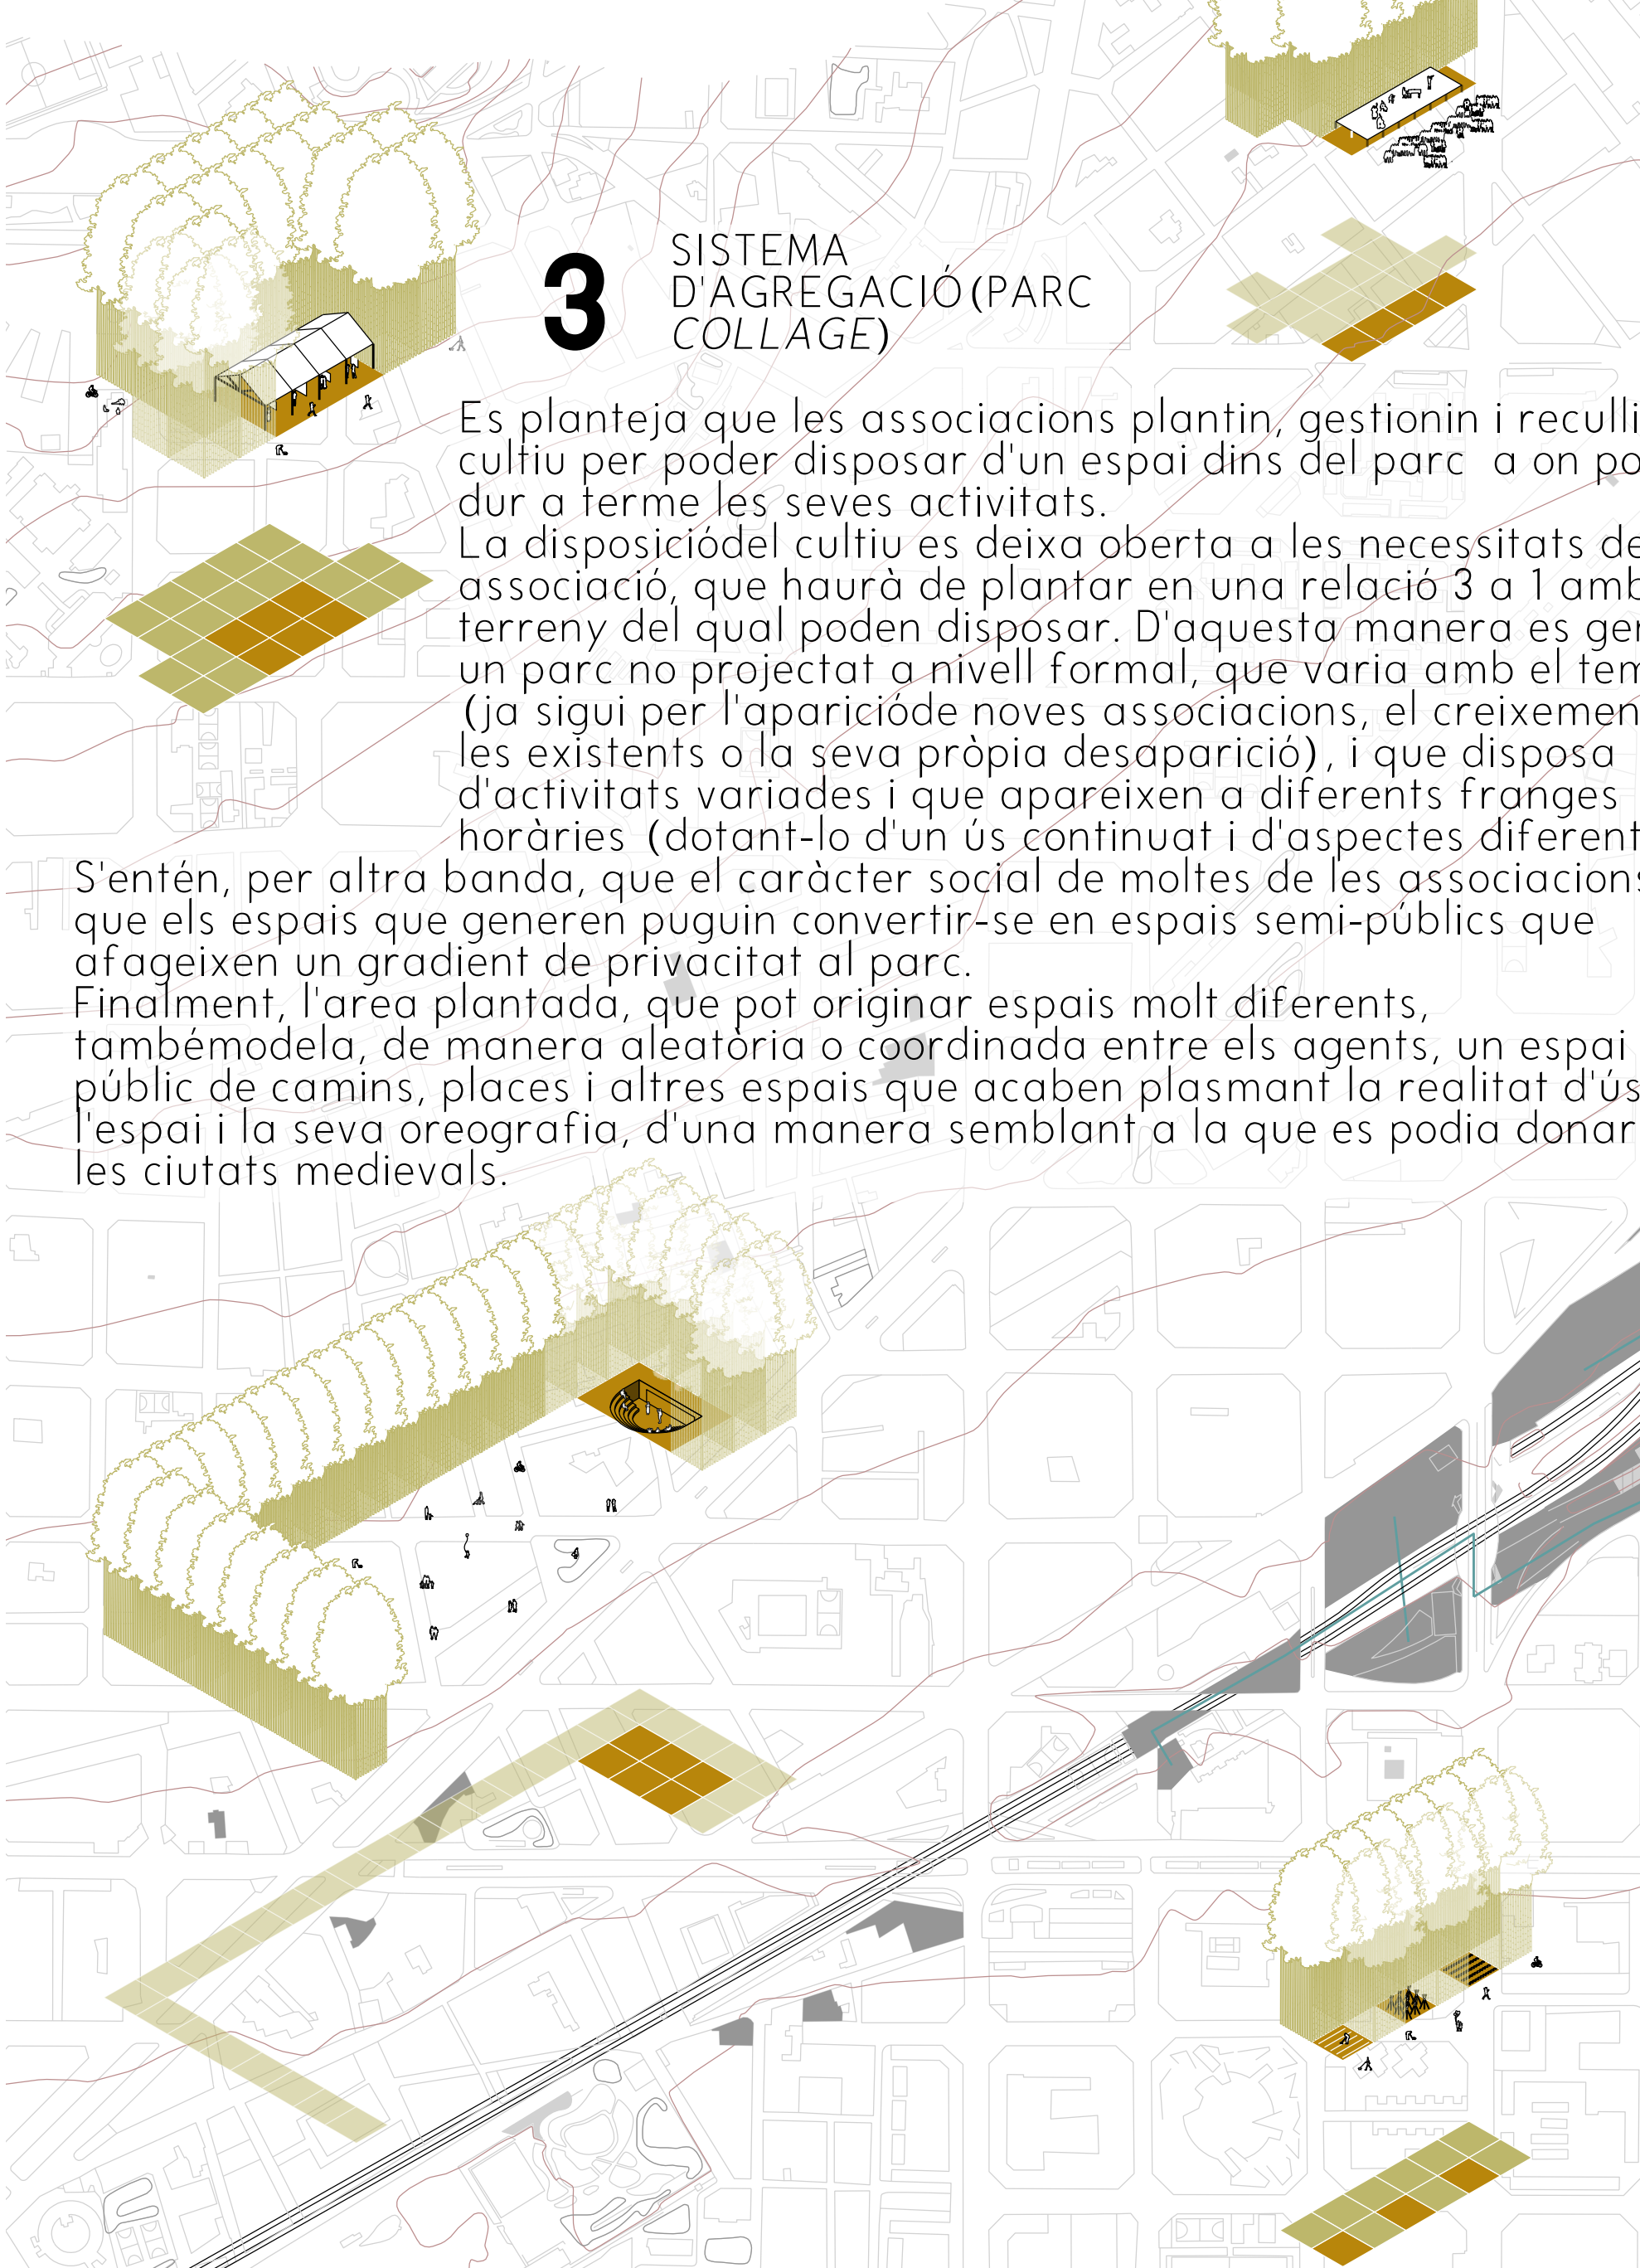 3
SISTEMA
D'AGREGACIÓ(PARC
COLLAGE)
Es planteja que les associacions plantin, gestionin i reculli
cultiu per poder disposar d'un espai dins del parc a on po
dur a terme les seves activitats.
La disposiciódel cultiu es deixa oberta a les necessitats de
associació, que haurà de plantar en una relació 3 a 1 amb
terreny del qual poden disposar. D'aquesta manera es ger
un parc no projectat a nivell formal, que varia amb el tem
(ja sigui per l'aparicióde noves associacions, el creixemen
les existents o la seva pròpia desaparició), i que disposa
d'activitats variades i que apareixen a diferents franges
horàries (dotant-lo d'un ús continuat i d'aspectes diferent
S'entén, per altra banda, que el caràcter social de moltes de les associacions
que els espais que generen puguin convertir-se en espais semi-públics que
afageixen un gradient de privacitat al parc.
Finalment, l'area plantada, que pot originar espais molt diferents,
tambémodela, de manera aleatòria o coordinada entre els agents, un espai
públic de camins, places i altres espais que acaben plasmant la realitat d'ús
l'espai i la seva oreografia, d'una manera semblant a la que es podia donar
les ciutats medievals.